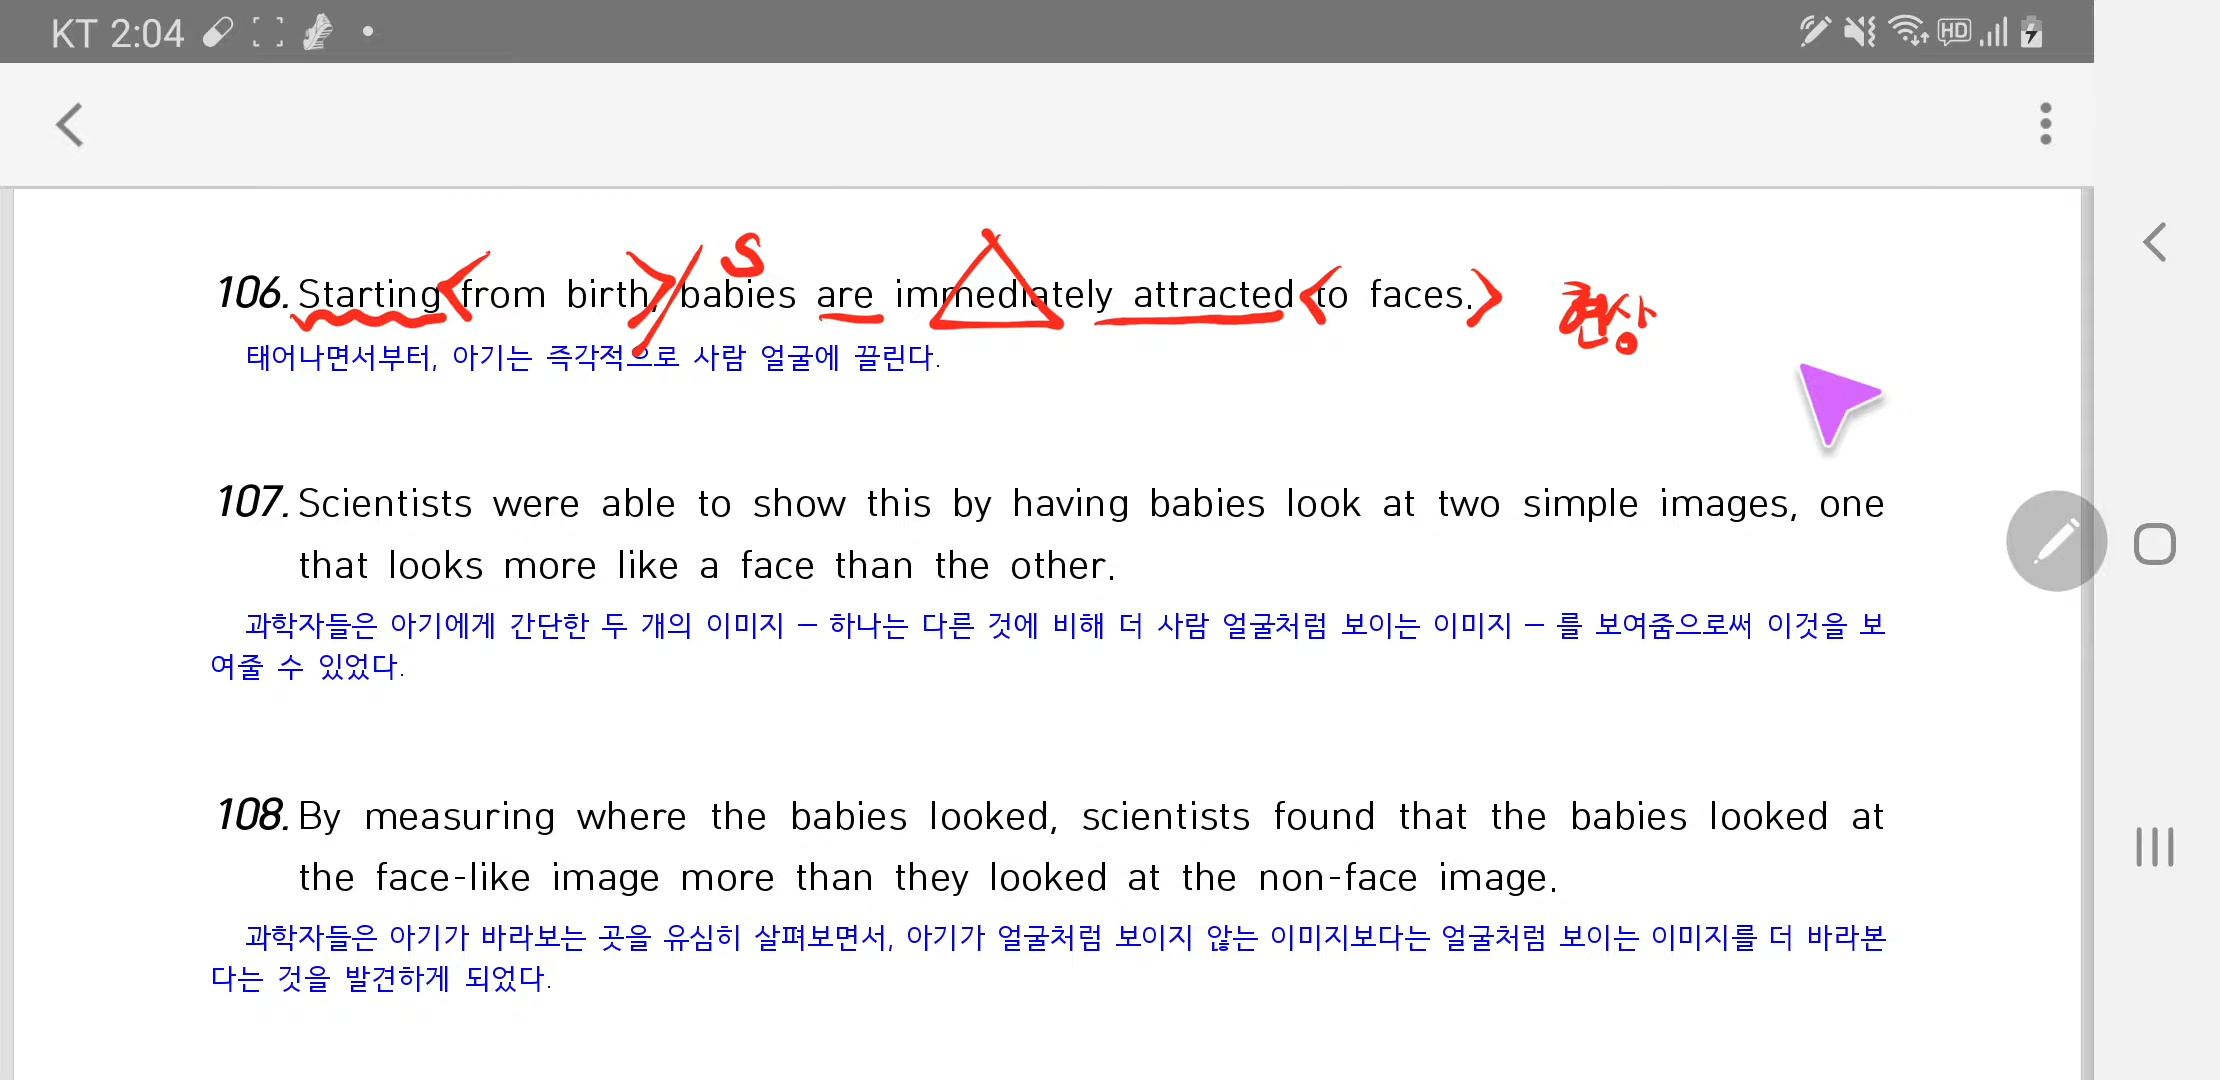 KT 2:04
HD
S
106. Starting from birth, babies are immediately attracted to faces. 현상
태어나면서부터, 아기는 즉각적으로 사람 얼굴에 끌린다.
107. Scientists were able to show this by having babies look at two simple images, one
that looks more like a face than the other.
과학자들은 아기에게 간단한 두 개의 이미지 – 하나는 다른 것에 비해 더 사람 얼굴처럼 보이는 이미지 – 를 보여줌으로써 이것을 보
여줄 수 있었다.
108. By measuring where the babies looked, scientists found that the babies looked at
the face-like image more than they looked at the non-face image.
과학자들은 아기가 바라보는 곳을 유심히 살펴보면서, 아기가 얼굴처럼 보이지 않는 이미지보다는 얼굴처럼 보이는 이미지를 더 바라본
다는 것을 발견하게 되었다.